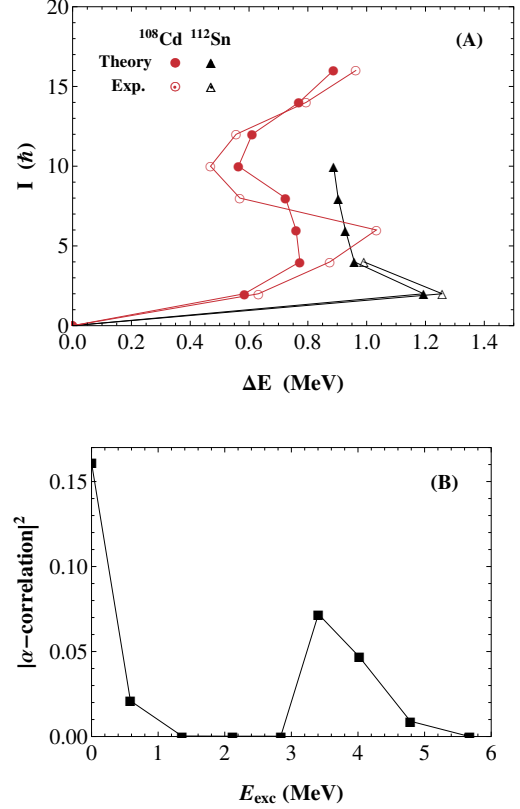 20
15
10
5
0
I (ℏ)
(A)
¹⁰⁸Cd ¹¹²Sn
Theory
Exp.
0.0 0.2 0.4 0.6 0.8 1.0 1.2 1.4
ΔE (MeV)
0.15
0.10
0.05
0.00
|α−correlation|²
(B)
0 1 2 3 4 5 6
E_exc (MeV)